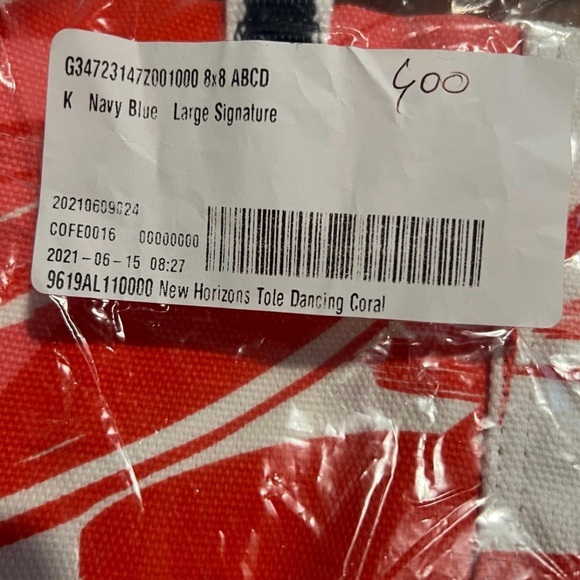 G34723147Z001000 8x8 ABCD
400
K Navy Blue Large Signature
20210609024
COFE0016 00000000
2021-06-15 08:27
9619AL110000 New Horizons Tote Dancing Coral